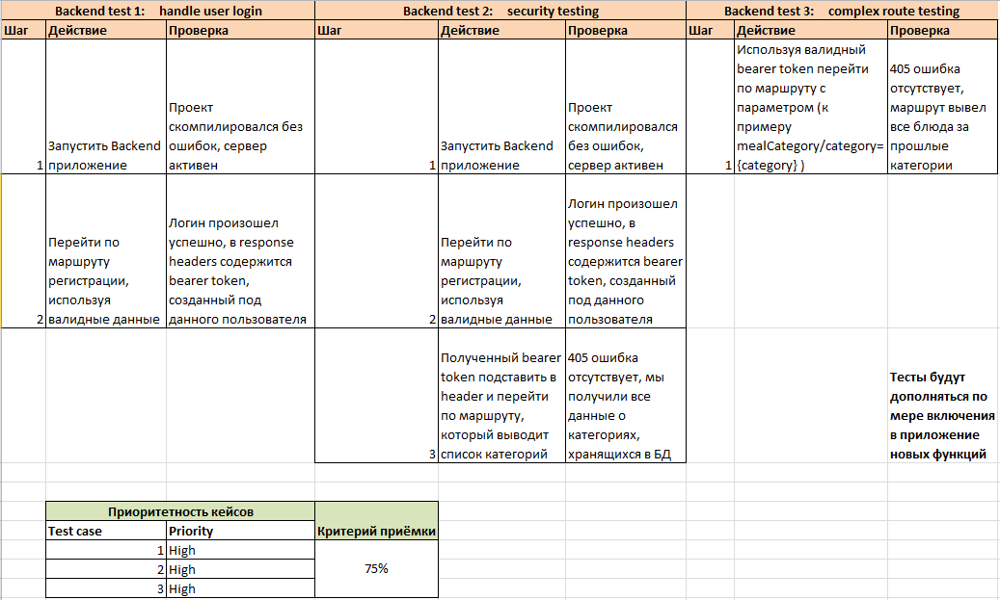 Backend test 1: handle user login
Backend test 2: security testing
Backend test 3: complex route testing
Шаг Действие Проверка Шаг Действие Проверка Шаг Действие Проверка
1
Запустить Backend
приложение
Проект
скомпилировался без
ошибок, сервер
активен
1
Запустить Backend
приложение
Проект
скомпилировался
без ошибок,
сервер активен
1
Используя валидный
bearer token перейти
по маршруту с
параметром (к
примеру
mealCategory/category=
{category} )
405 ошибка
отсутствует,
маршрут вывел
все блюда за
прошлые
категории
2
Перейти по
маршруту
регистрации,
используя
валидные данные
Логин произошел
успешно, в response
headers содержится
bearer token,
созданный под
данного пользователя
2
Перейти по
маршруту
регистрации,
используя
валидные данные
Логин произошел
успешно, в
response headers
содержится bearer
token, созданный
под данного
пользователя
3
Полученный bearer
token подставить в
header и перейти
по маршруту,
который выводит
список категорий
405 ошибка
отсутствует, мы
получили все
данные о
категориях,
хранящихся в БД
Тесты будут
дополняться по
мере включения
в приложение
новых функций
Приоритетность кейсов
Критерий приёмки
Test case Priority
1 High
2 High
3 High
75%